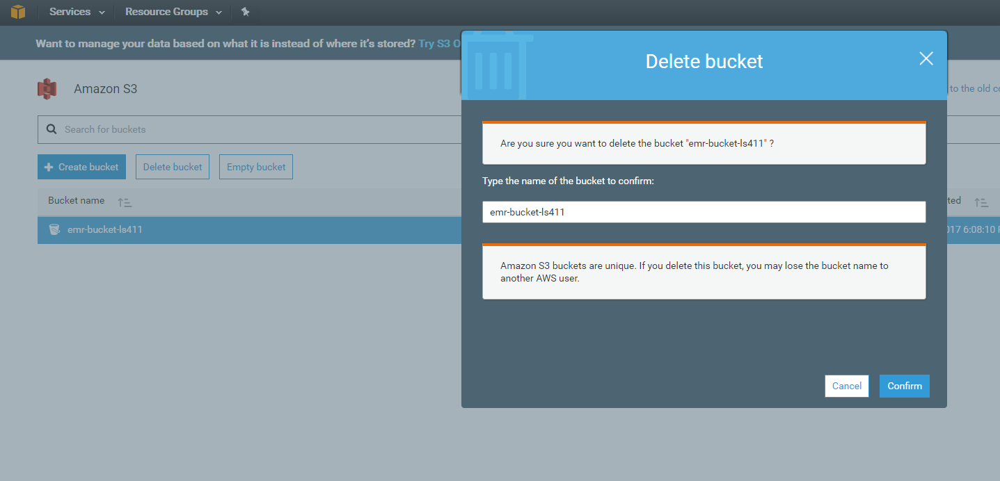 Services
Resource Groups
Want to manage your data based on what it is instead of where it's stored? Try S3
Delete bucket
Amazon S3
to the old
Search for buckets
Are you sure you want to delete the bucket "emr-bucket-ls411" ?
Create bucket
Delete bucket
Empty bucket
Type the name of the bucket to confirm:
Bucket name
emr-bucket-ls411
emr-bucket-ls411
6:08:10
Amazon S3 buckets are unique. If you delete this bucket, you may lose the bucket name to
another AWS user.
Cancel
Confirm